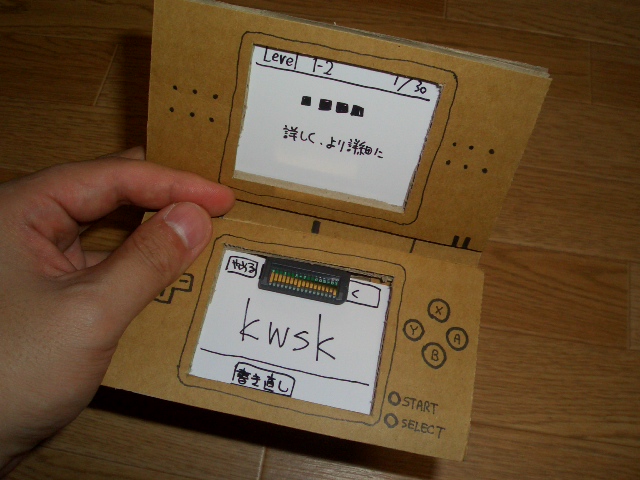 Level 1-2 1/30
■■■■
詳しく、より詳細に
やめる
く
kwsk
書き直し
X
Y A
B
START
SELECT